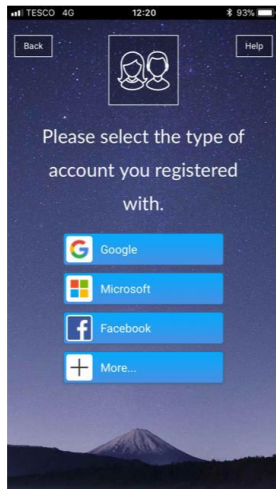 TESCO 4G 12:20 93%
Back Help
Please select the type of
account you registered
with.
Google
Microsoft
Facebook
More...